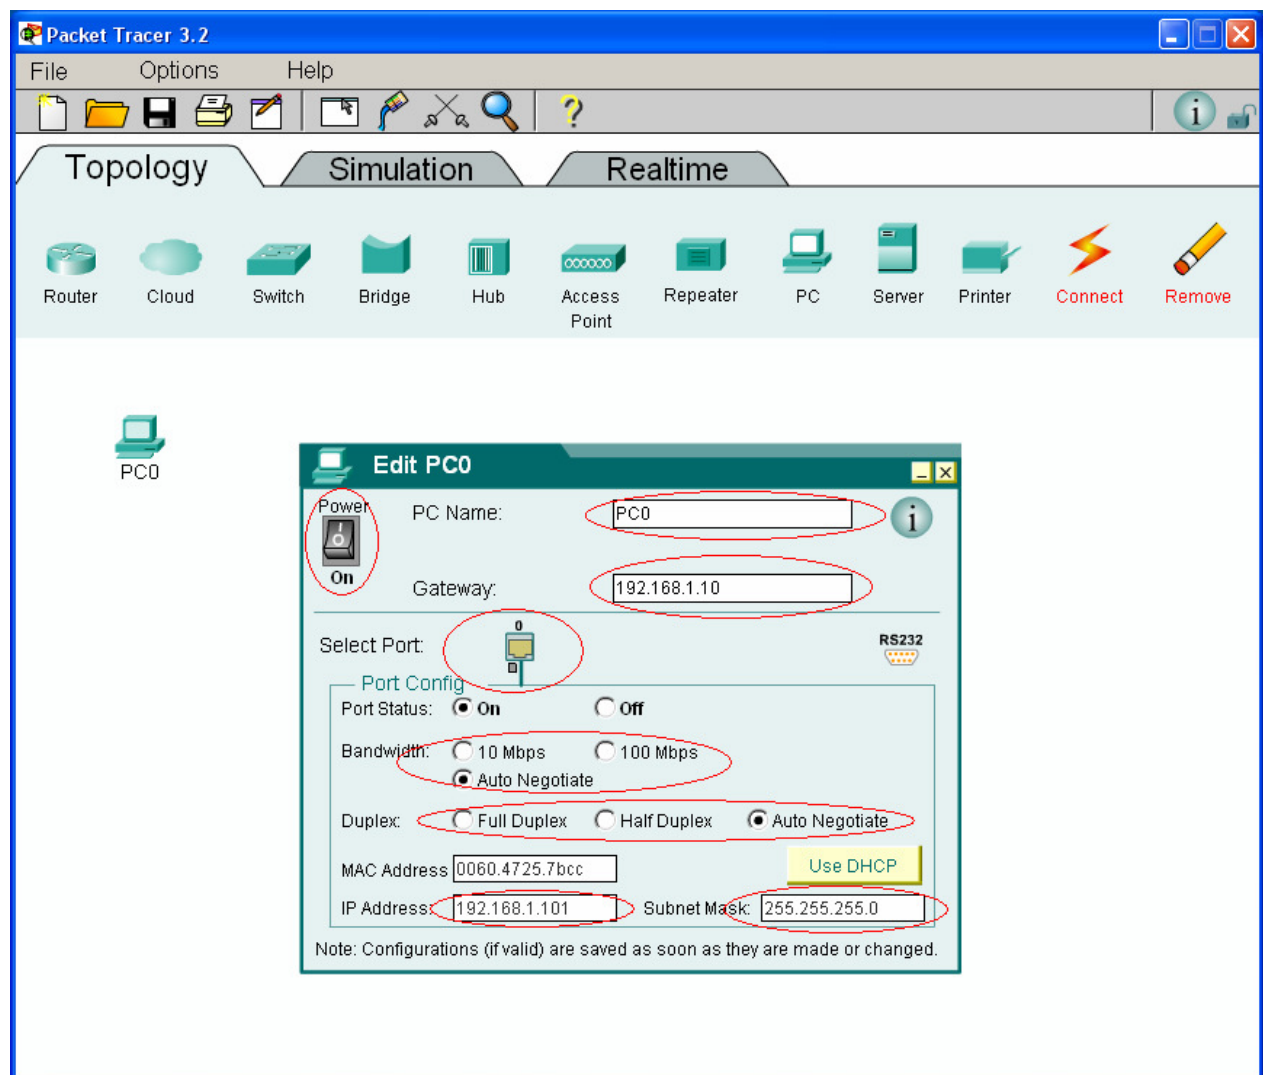 Packet Tracer 3.2
File Options Help
Topology Simulation Realtime
Router Cloud Switch Bridge Hub Access Point Repeater PC Server Printer Connect Remove
PC0
Edit PC0
Power
On
PC Name: PC0
Gateway: 192.168.1.10
Select Port: 0
RS232
Port Config
Port Status: On Off
Bandwidth: 10 Mbps 100 Mbps
Auto Negotiate
Duplex: Full Duplex Half Duplex Auto Negotiate
MAC Address 0060.4725.7bcc Use DHCP
IP Address: 192.168.1.101 Subnet Mask: 255.255.255.0
Note: Configurations (if valid) are saved as soon as they are made or changed.